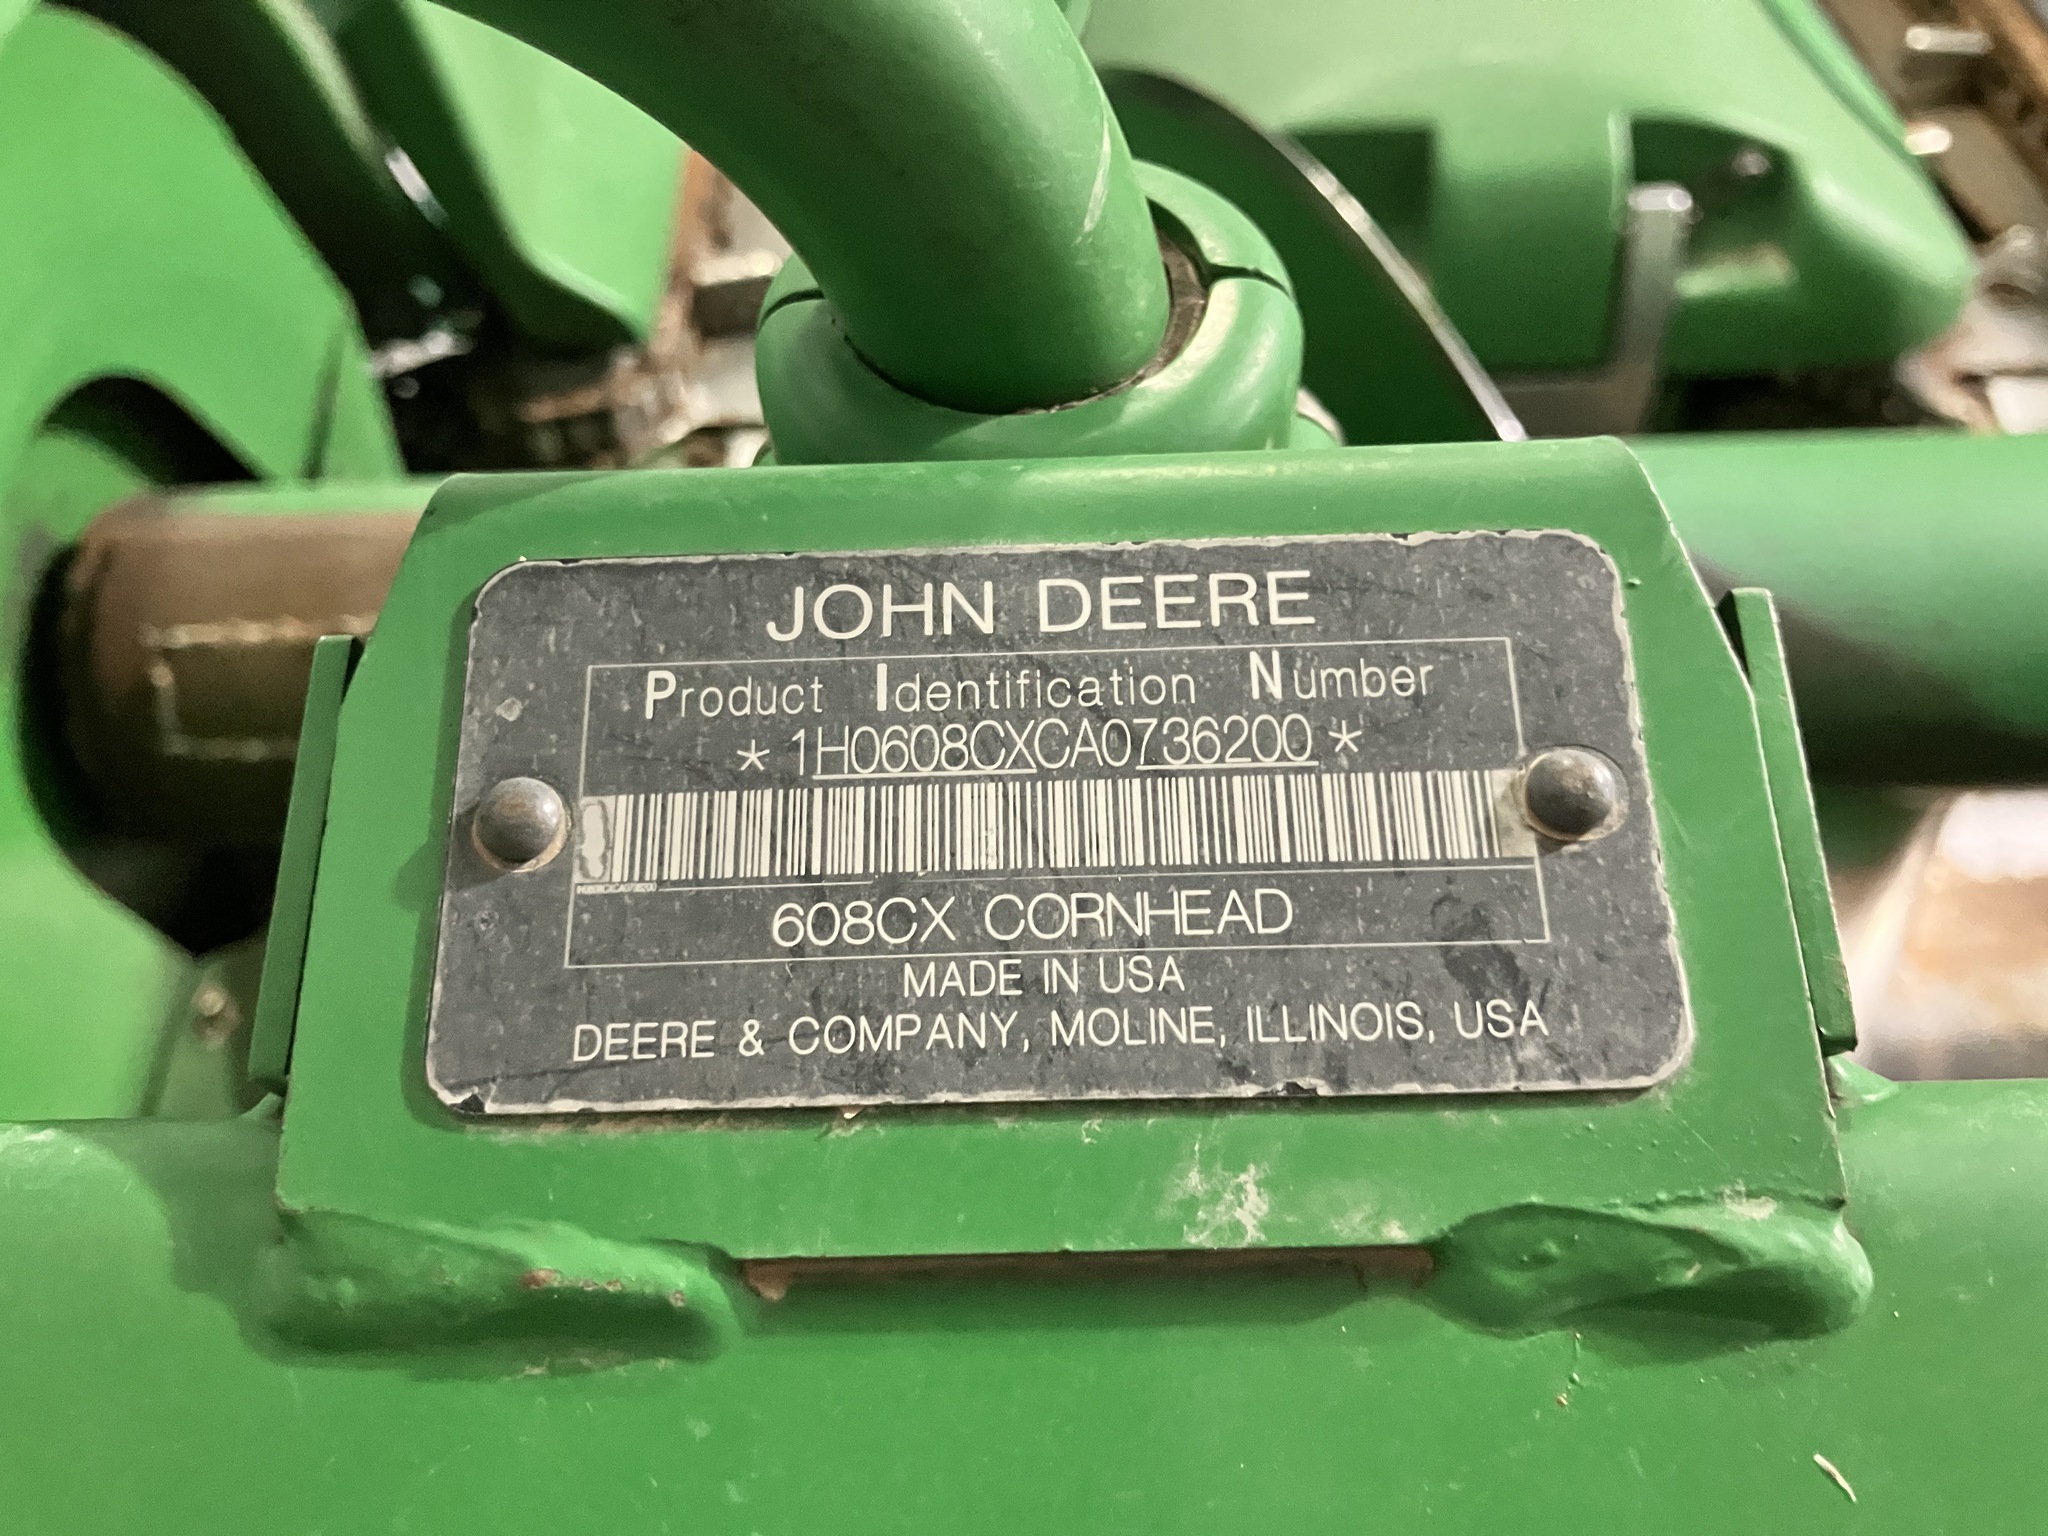 JOHN DEERE
Product Identification Number
*1H0608CXCA0736200*
608CX CORNHEAD
MADE IN USA
DEERE & COMPANY, MOLINE, ILLINOIS, USA